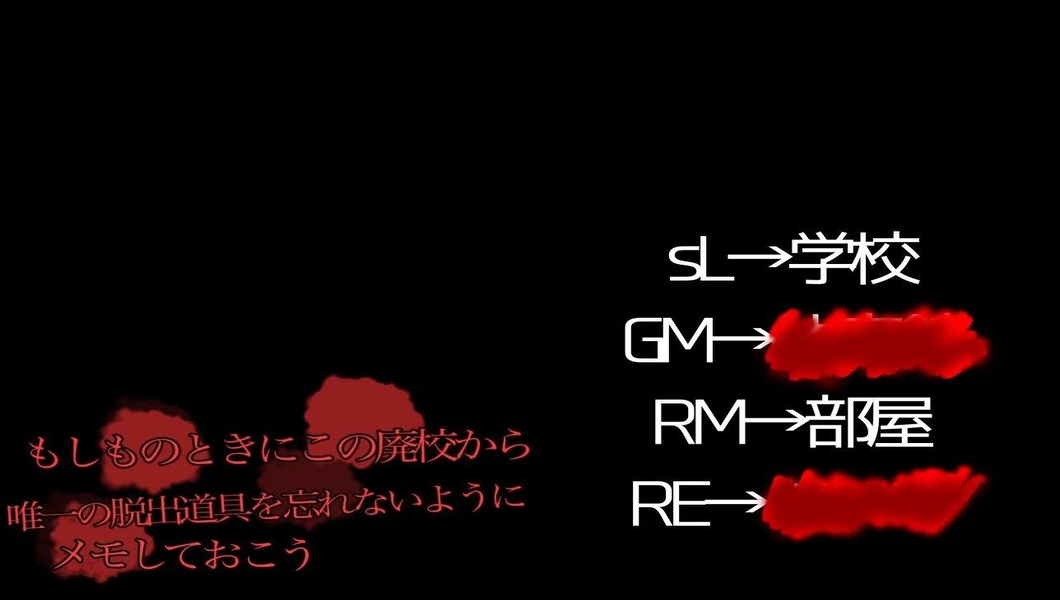 sL→学校
GM→
RM→部屋
RE→
もしものときにこの廃校から
唯一の脱出道具を忘れないように
メモしておこう